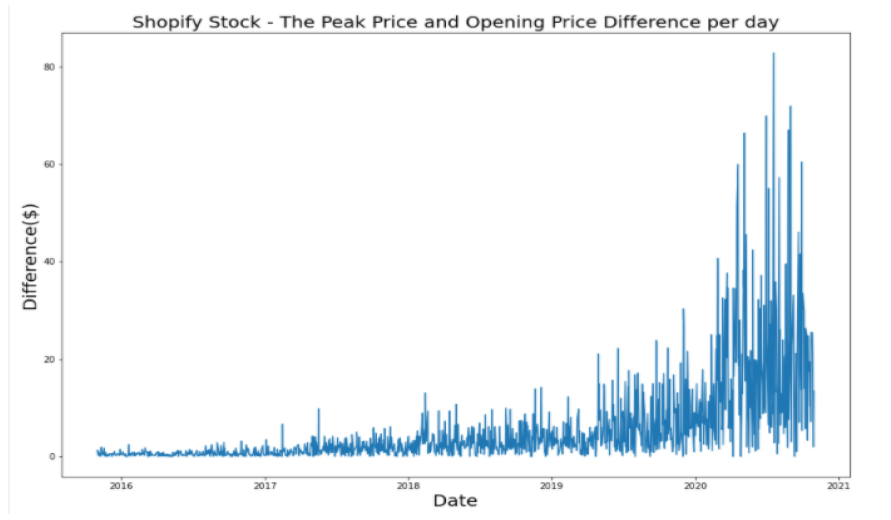 Shopify Stock - The Peak Price and Opening Price Difference per day
80
60
40
20
0
Difference($)
2016 2017 2018 2019 2020 2021
Date